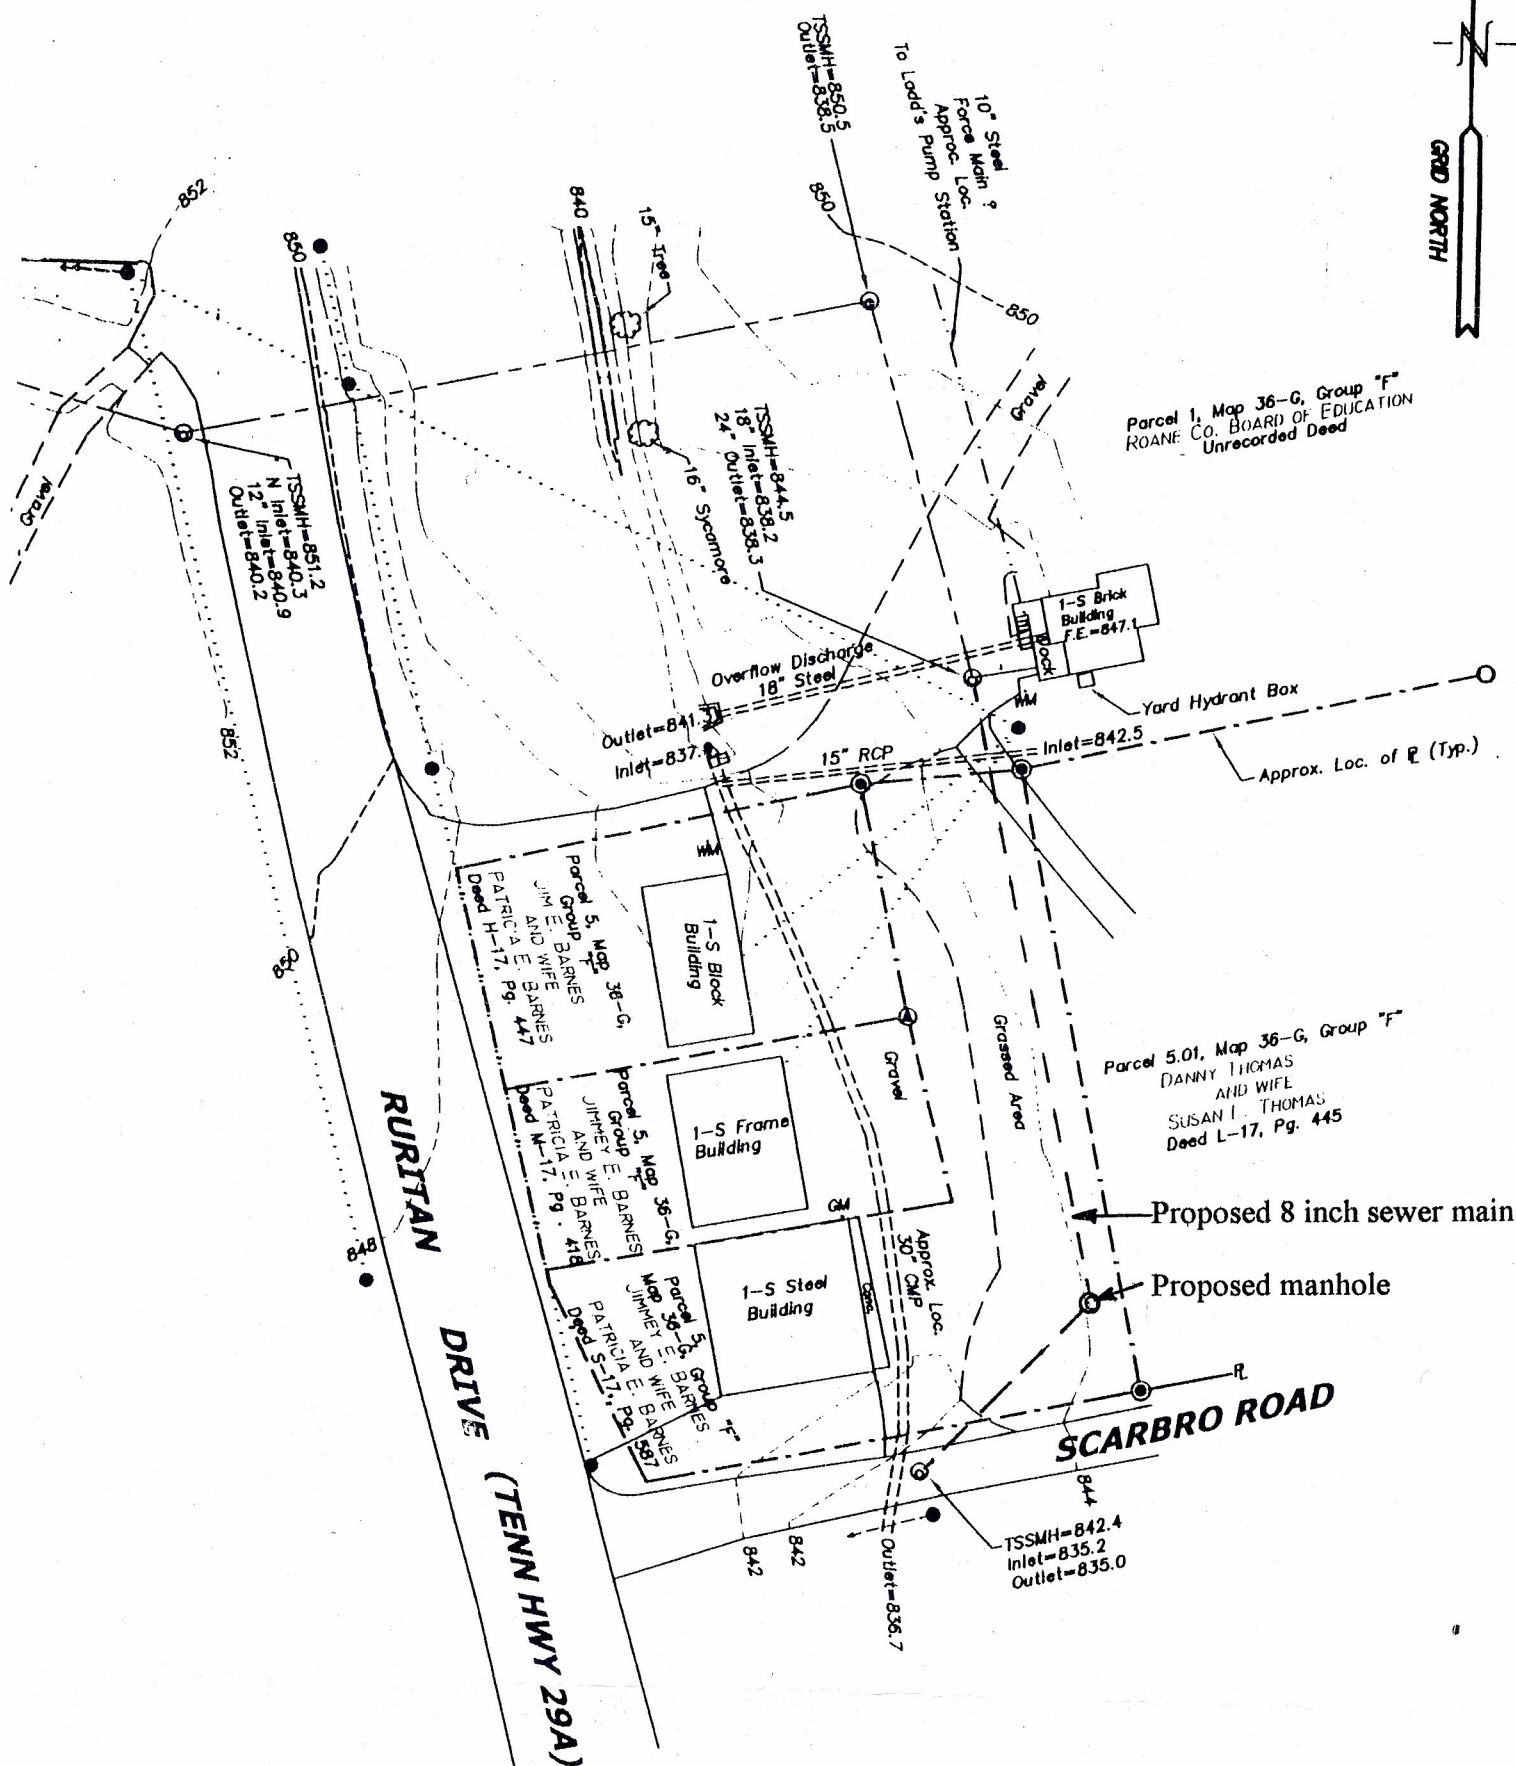 TSSMH=850.5
Outlet=838.5
10" Steel
Force Main ?
Approc. Loc.
To Ladd's Pump Station
N
GRID NORTH
852
850
840
15" Tree
850
850
Gravel
Parcel 1, Map 36-G, Group "F"
ROANE CO. BOARD OF EDUCATION
Unrecorded Deed
Gravel
TSSMH=851.2
N Inlet=840.3
12" Inlet=840.9
Outlet=840.2
TSSMH=844.5
18" Inlet=838.2
24" Outlet=838.3
16" Sycamore
1-S Brick
Building
F.E.=847.1
Dock
Overflow Discharge
18" Steel
WM
Yard Hydrant Box
852
Outlet=841.
Inlet=837.
15" RCP
Inlet=842.5
Approx. Loc. of PL (Typ.)
WM
Parcel 5, Map 36-G,
Group "F"
JIM E. BARNES
AND WIFE
PATRICIA E. BARNES
Deed H-17, Pg. 447
1-S Block
Building
850
Gravel
Grassed Area
Parcel 5.01, Map 36-G, Group "F"
DANNY THOMAS
AND WIFE
SUSAN L. THOMAS
Deed L-17, Pg. 445
Parcel 5, Map 36-G,
Group "F"
JIMMEY E. BARNES
AND WIFE
PATRICIA E. BARNES
Deed M-17, Pg. 418
1-S Frame
Building
GM
Proposed 8 inch sewer main
848
Approx. Loc.
30" CMP
Proposed manhole
1-S Steel
Building
Conc.
Parcel 5,
Map 36-G, Group "F"
JIMMEY E. BARNES
AND WIFE
PATRICIA E. BARNES
Deed S-17, Pg. 587
PL
SCARBRO ROAD
RURITAN DRIVE (TENN HWY 29A)
844
842
842
Outlet=836.7
TSSMH=842.4
Inlet=835.2
Outlet=835.0